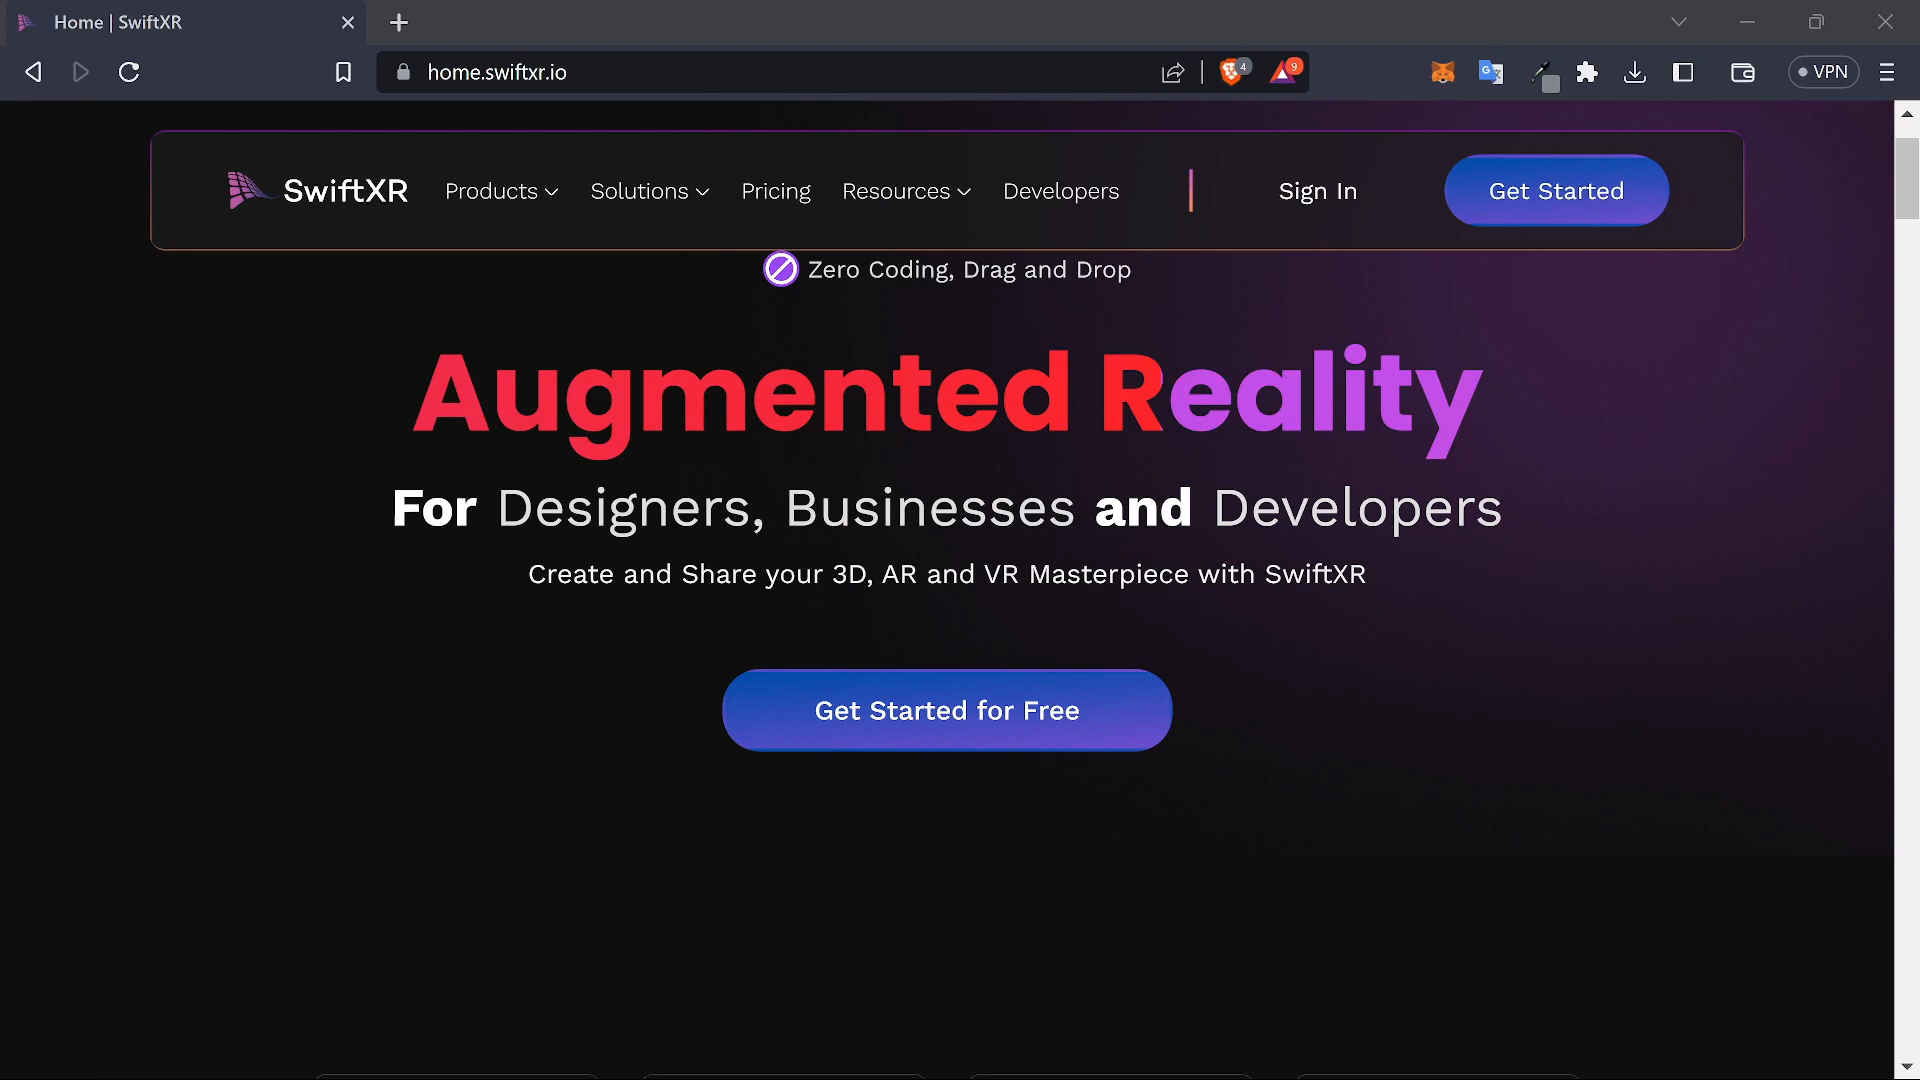 Home | SwiftXR
home.swiftxr.io
4
9
VPN
SwiftXR
Products
Solutions
Pricing
Resources
Developers
Sign In
Get Started
Zero Coding, Drag and Drop
Augmented Reality
For Designers, Businesses and Developers
Create and Share your 3D, AR and VR Masterpiece with SwiftXR
Get Started for Free